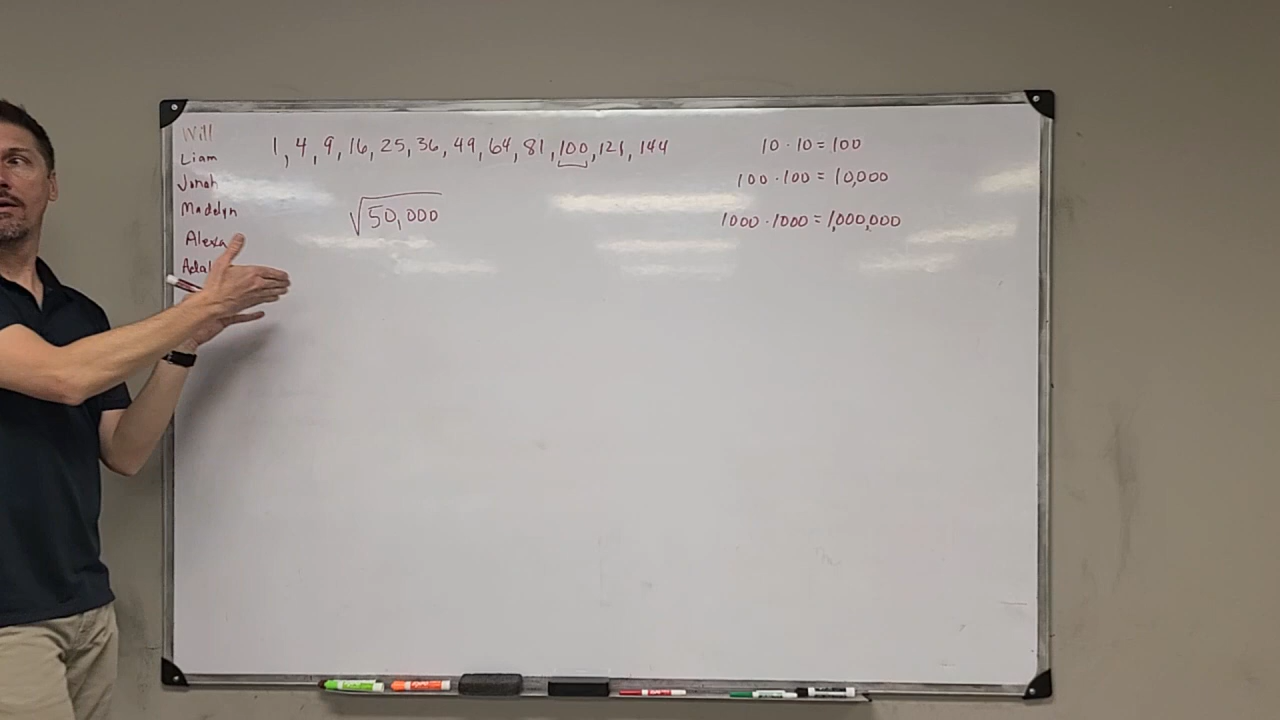 Will
Liam
Jonah
Madelyn
Alexa
1, 4, 9, 16, 25, 36, 49, 64, 81, 100, 121, 144
√50,000
10 · 10 = 100
100 · 100 = 10,000
1000 · 1000 = 1,000,000